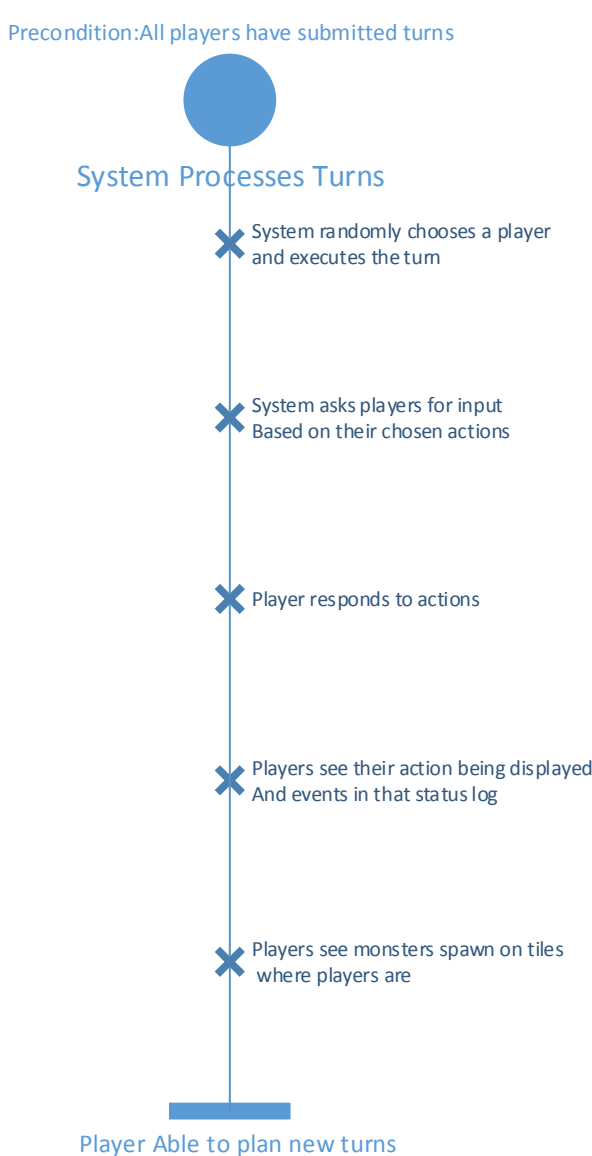 Precondition:All players have submitted turns
System Processes Turns
System randomly chooses a player
and executes the turn
System asks players for input
Based on their chosen actions
Player responds to actions
Players see their action being displayed
And events in that status log
Players see monsters spawn on tiles
where players are
Player Able to plan new turns